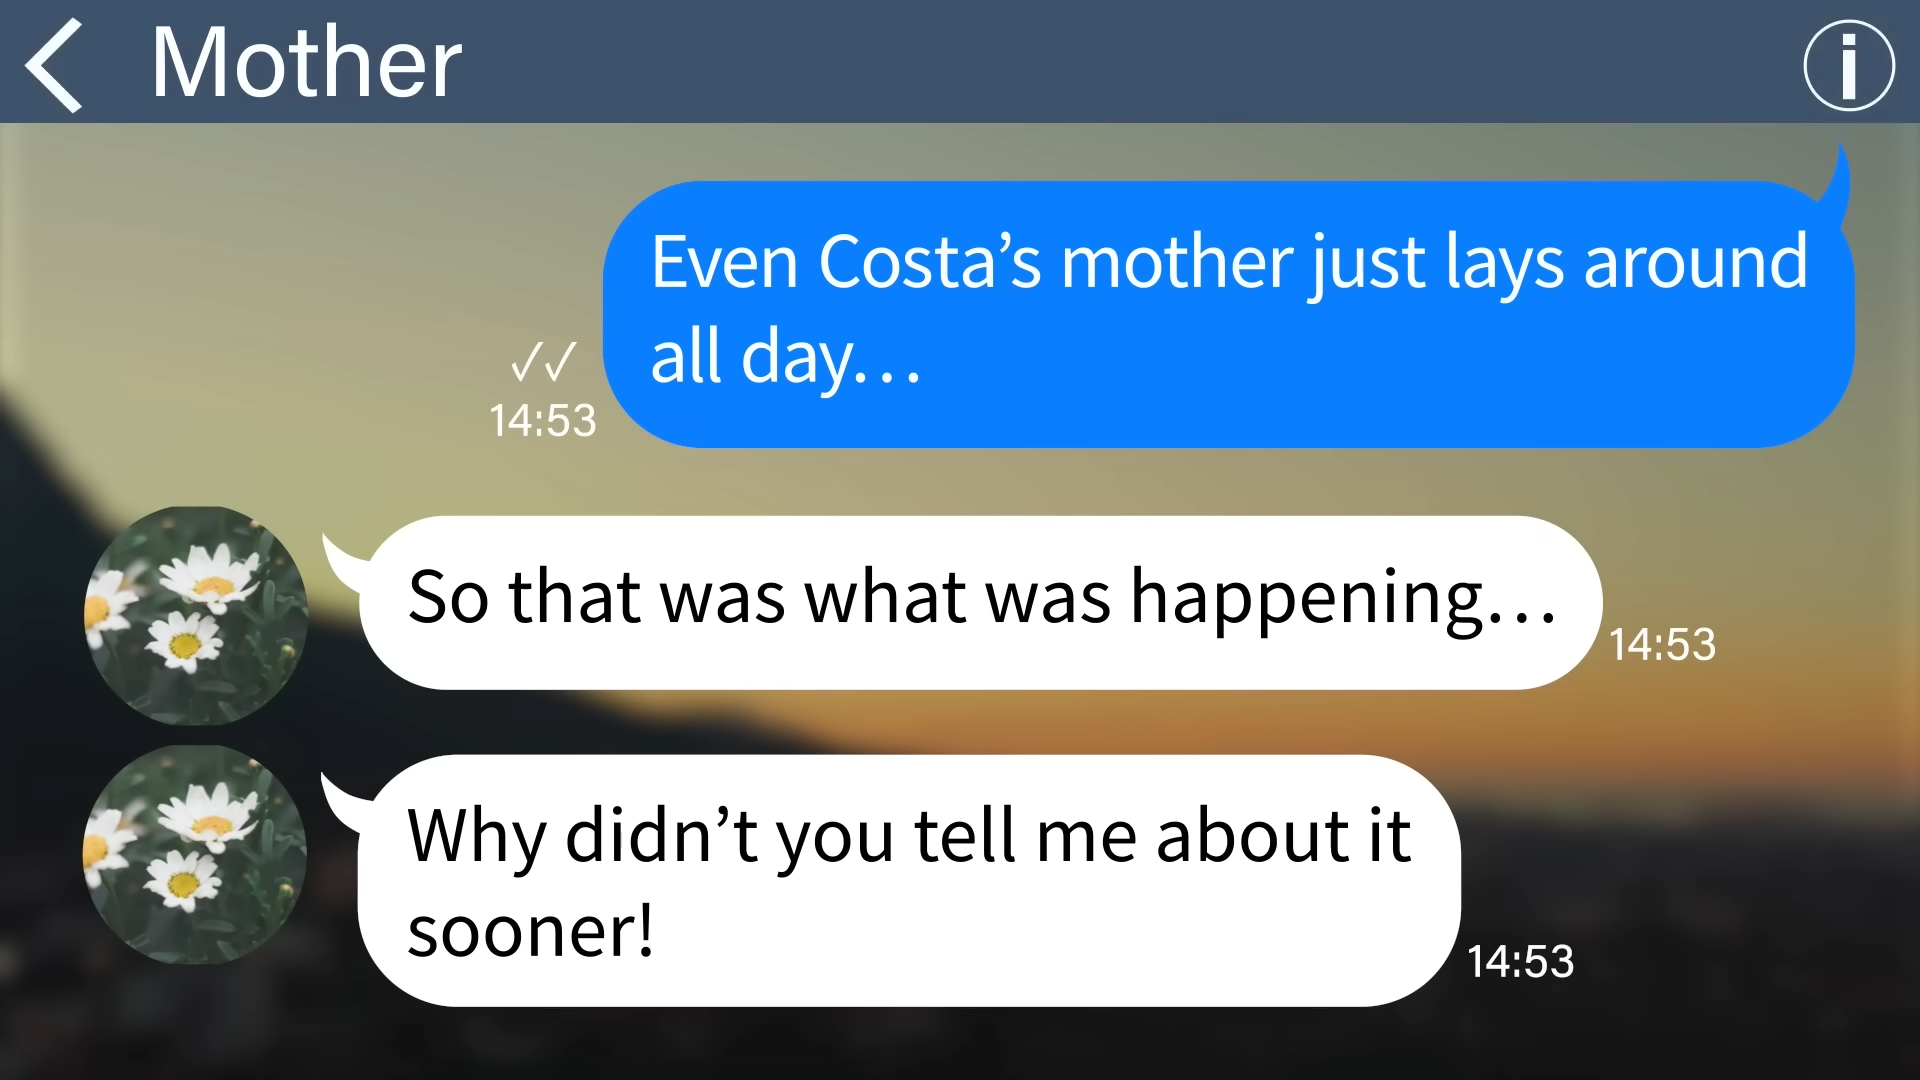 Mother
Even Costa’s mother just lays around
all day…
✓✓
14:53
So that was what was happening…
14:53
Why didn’t you tell me about it
sooner!
14:53